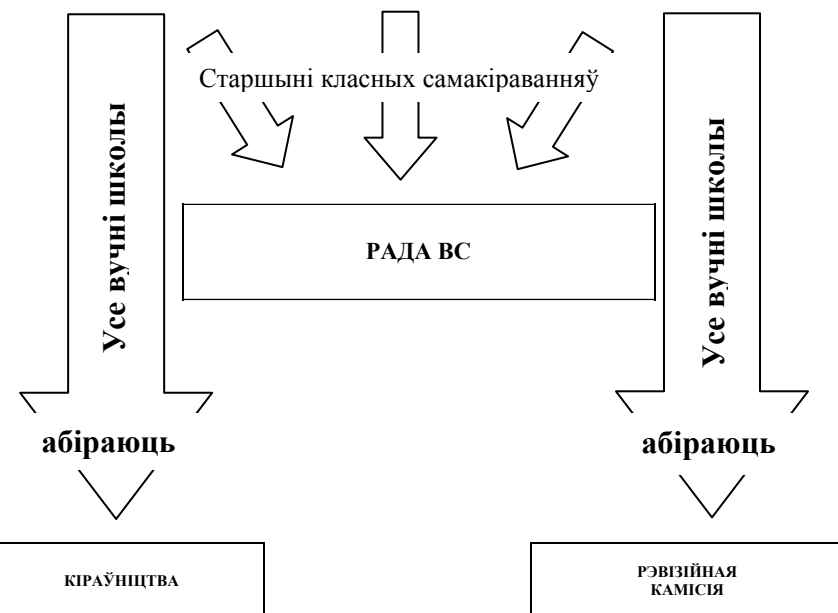 Старшыні класных самакіраванняў
Усе вучні школы
Усе вучні школы
РАДА ВС
абіраюць
абіраюць
КІРАЎНІЦТВА
РЭВІЗІЙНАЯ
КАМІСІЯ